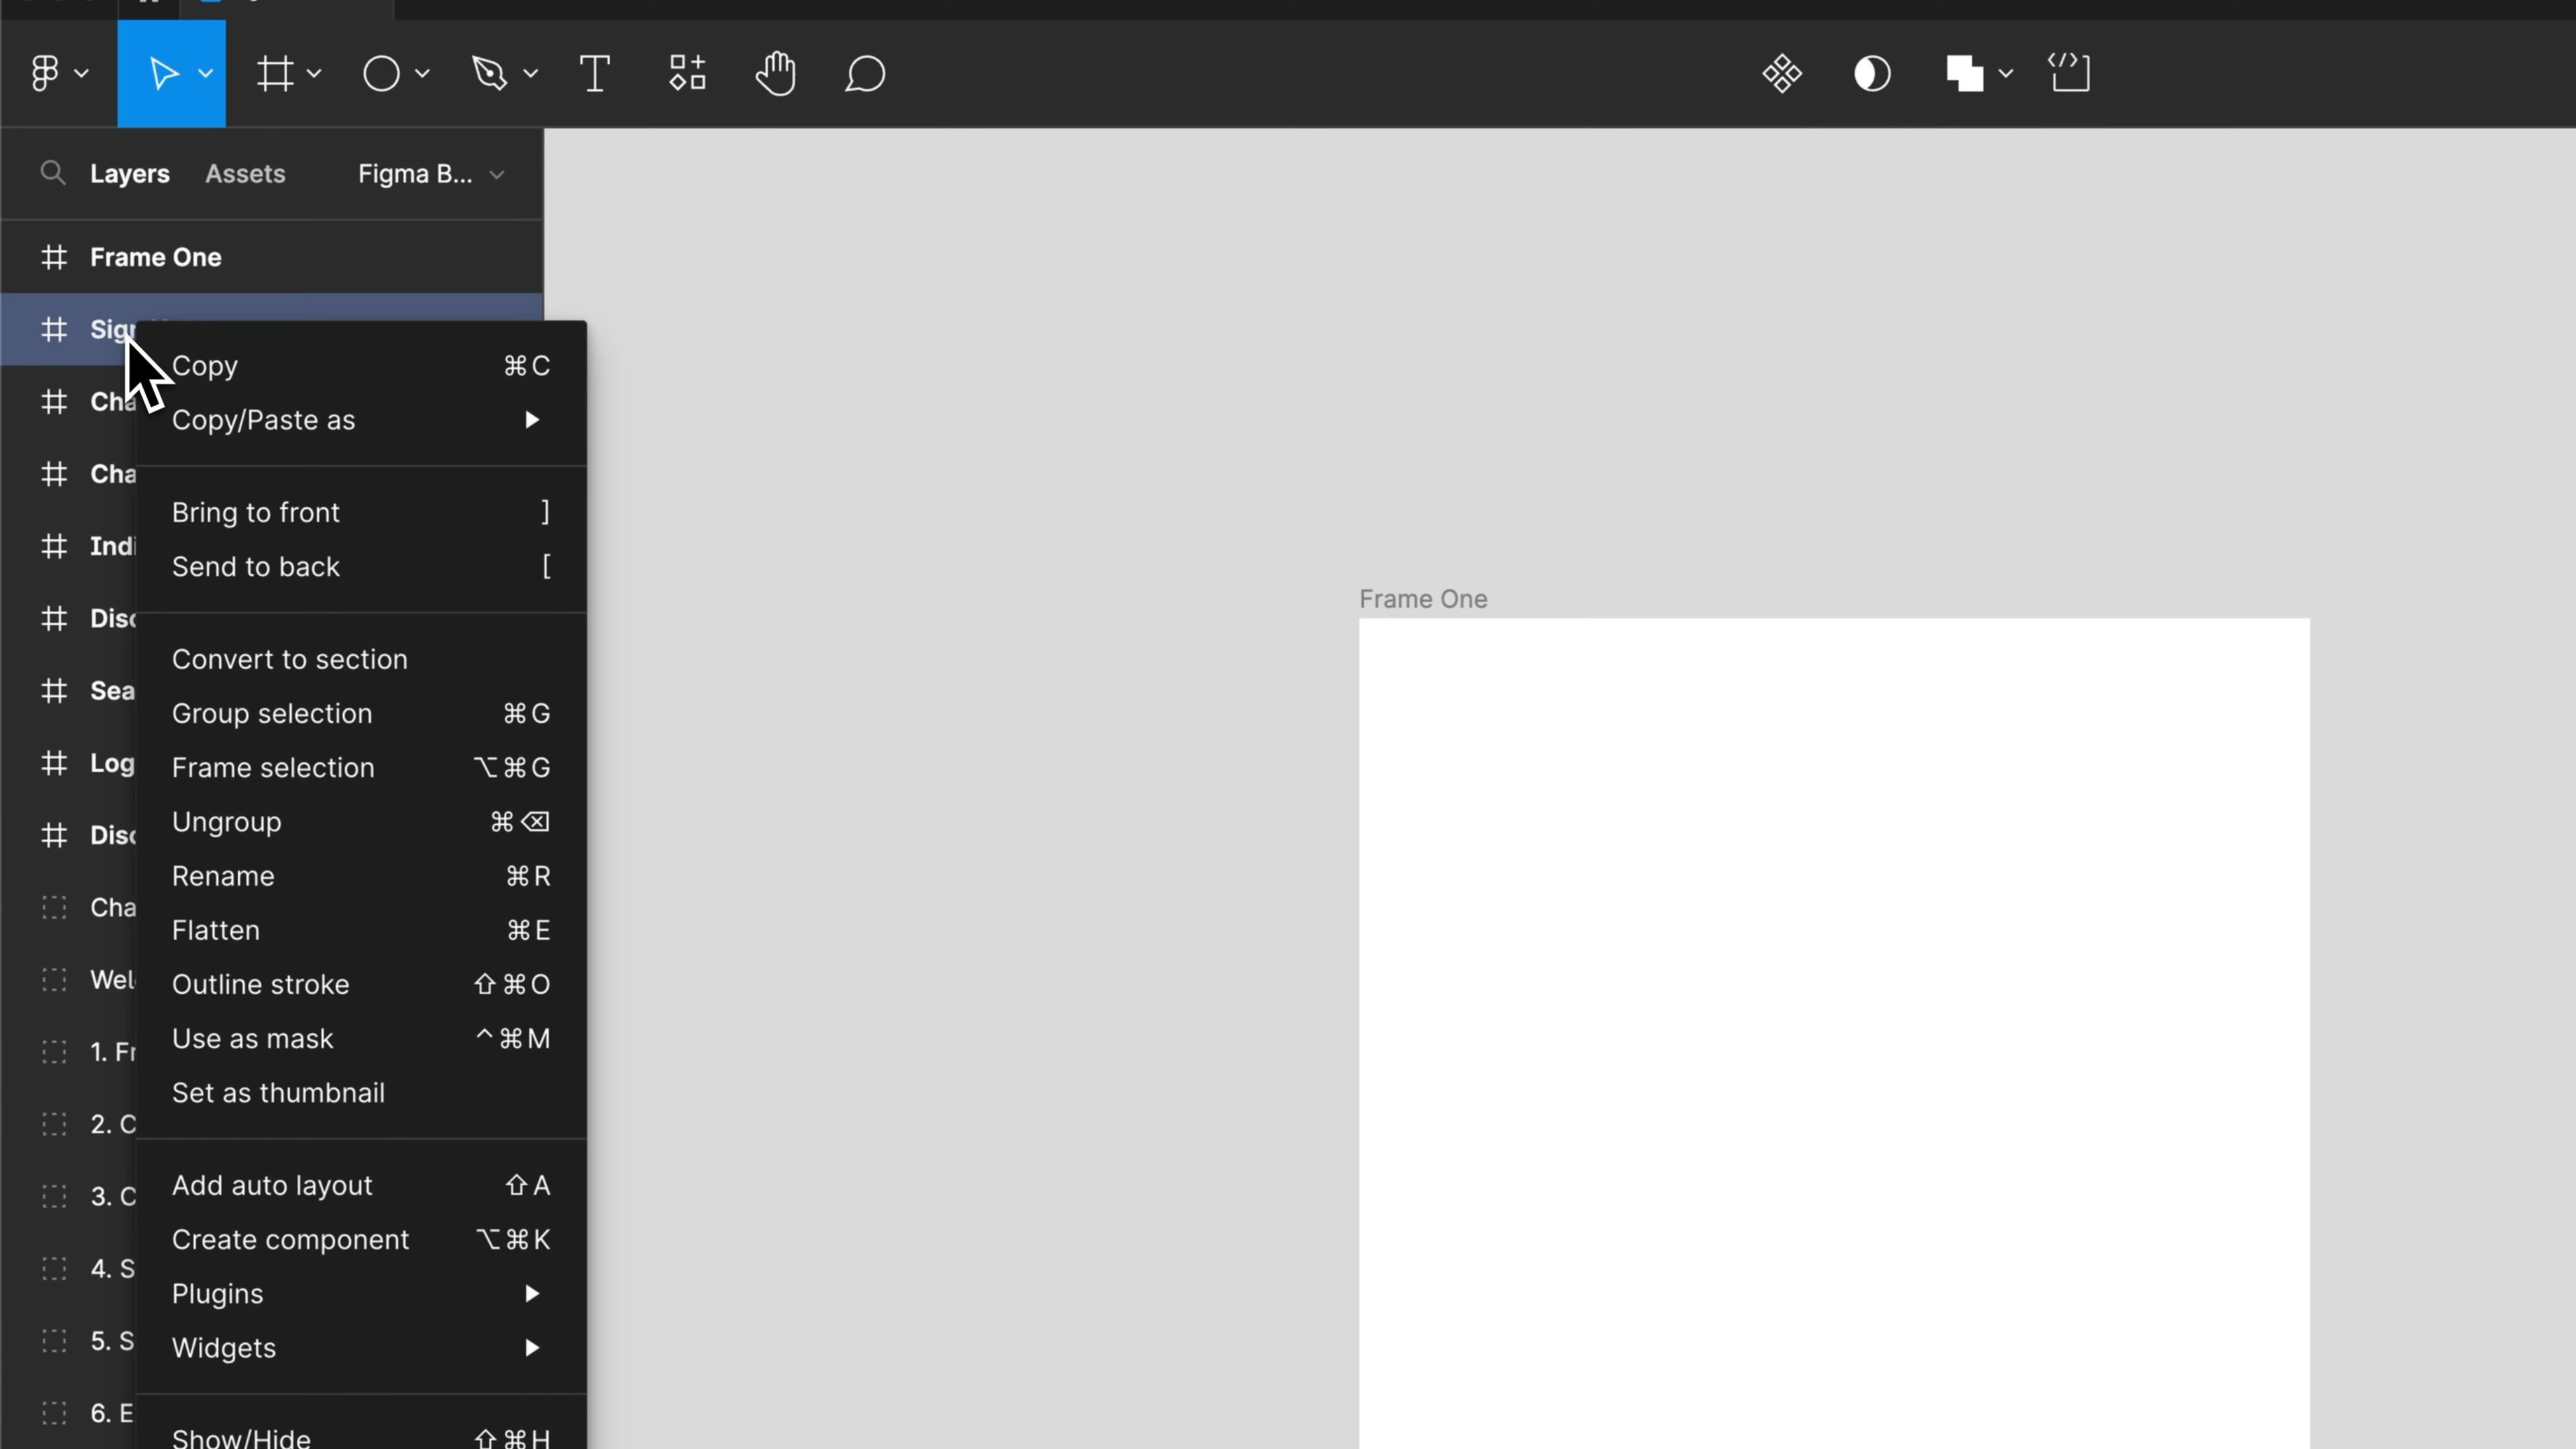 Layers Assets Figma B...
Frame One
Copy ⌘C
Copy/Paste as
Bring to front ]
Send to back [
Convert to section
Group selection ⌘G
Frame selection ⌥⌘G
Ungroup ⌘⌫
Rename ⌘R
Flatten ⌘E
Outline stroke ⇧⌘O
Use as mask ^⌘M
Set as thumbnail
Add auto layout ⇧A
Create component ⌥⌘K
Plugins
Widgets
Show/Hide ⇧⌘H
Sig
Cha
Cha
Indi
Disc
Sea
Log
Disc
Cha
Wel
1. Fr
2. C
3. C
4. S
5. S
6. E
Frame One